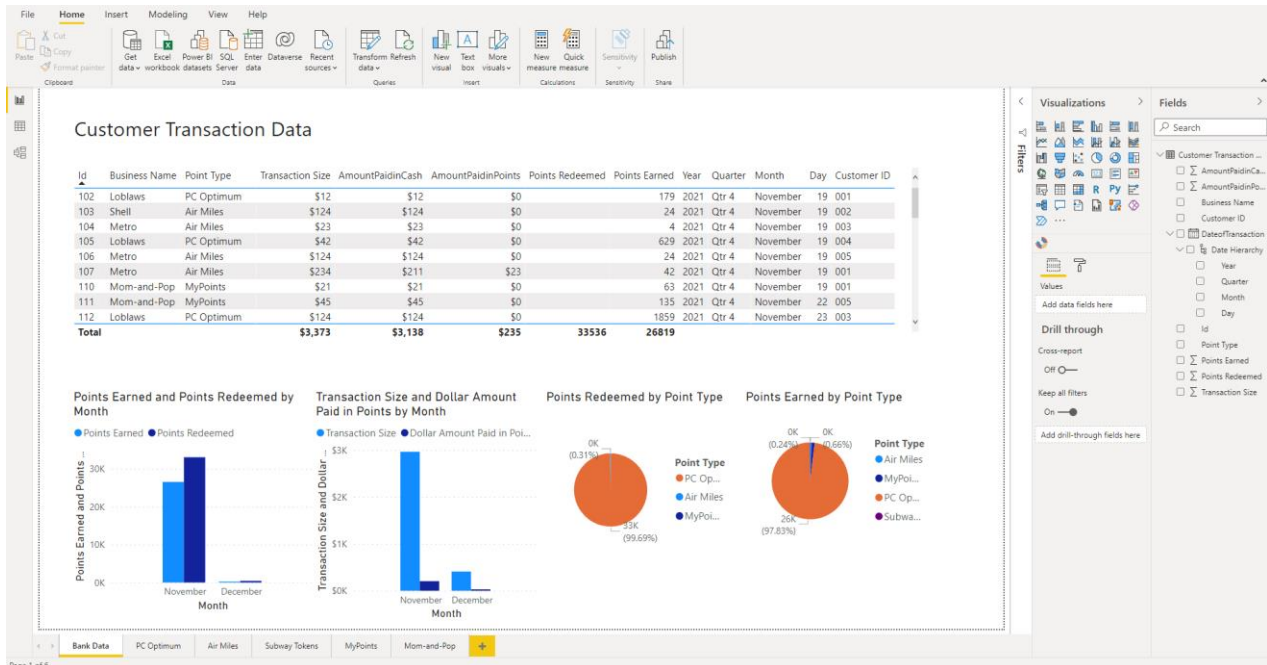 File Home Insert Modeling View Help
Paste Cut Copy Format painter
Get data Excel workbook Power BI datasets SQL Server Enter data Dataverse Recent sources Transform data Refresh New visual Text box More visuals New measure Quick measure Sensitivity Publish
Clipboard Data Queries Insert Calculations Sensitivity Share
Customer Transaction Data
Id Business Name Point Type Transaction Size AmountPaidinCash AmountPaidinPoints Points Redeemed Points Earned Year Quarter Month Day Customer ID
102 Loblaws PC Optimum $12 $12 $0 179 2021 Qtr 4 November 19 001
103 Shell Air Miles $124 $124 $0 24 2021 Qtr 4 November 19 002
104 Metro Air Miles $23 $23 $0 4 2021 Qtr 4 November 19 003
105 Loblaws PC Optimum $42 $42 $0 629 2021 Qtr 4 November 19 004
106 Metro Air Miles $124 $124 $0 24 2021 Qtr 4 November 19 005
107 Metro Air Miles $234 $211 $23 42 2021 Qtr 4 November 19 001
110 Mom-and-Pop MyPoints $21 $21 $0 63 2021 Qtr 4 November 19 001
111 Mom-and-Pop MyPoints $45 $45 $0 135 2021 Qtr 4 November 22 005
112 Loblaws PC Optimum $124 $124 $0 1859 2021 Qtr 4 November 23 003
Total $3,373 $3,138 $235 33536 26819
Points Earned and Points Redeemed by
Month
Points Earned Points Redeemed
Points Earned and Points ...
30K
20K
10K
0K
November December
Month
Transaction Size and Dollar Amount
Paid in Points by Month
Transaction Size Dollar Amount Paid in Poi...
Transaction Size and Dollar ...
$3K
$2K
$1K
$0K
November December
Month
Points Redeemed by Point Type
0K
(0.31%)
33K
(99.69%)
Point Type
PC Op...
Air Miles
MyPoi...
Points Earned by Point Type
0K
(0.24%)
0K
(0.66%)
26K
(97.83%)
Point Type
Air Miles
MyPoi...
PC Op...
Subwa...
Filters
Visualizations
R Py
Values
Add data fields here
Drill through
Cross-report
Off
Keep all filters
On
Add drill-through fields here
Fields
Search
Customer Transaction ...
AmountPaidinCa...
AmountPaidinPo...
Business Name
Customer ID
DateofTransaction
Date Hierarchy
Year
Quarter
Month
Day
Id
Point Type
Points Earned
Points Redeemed
Transaction Size
Bank Data PC Optimum Air Miles Subway Tokens MyPoints Mom-and-Pop
Page 1 of 6